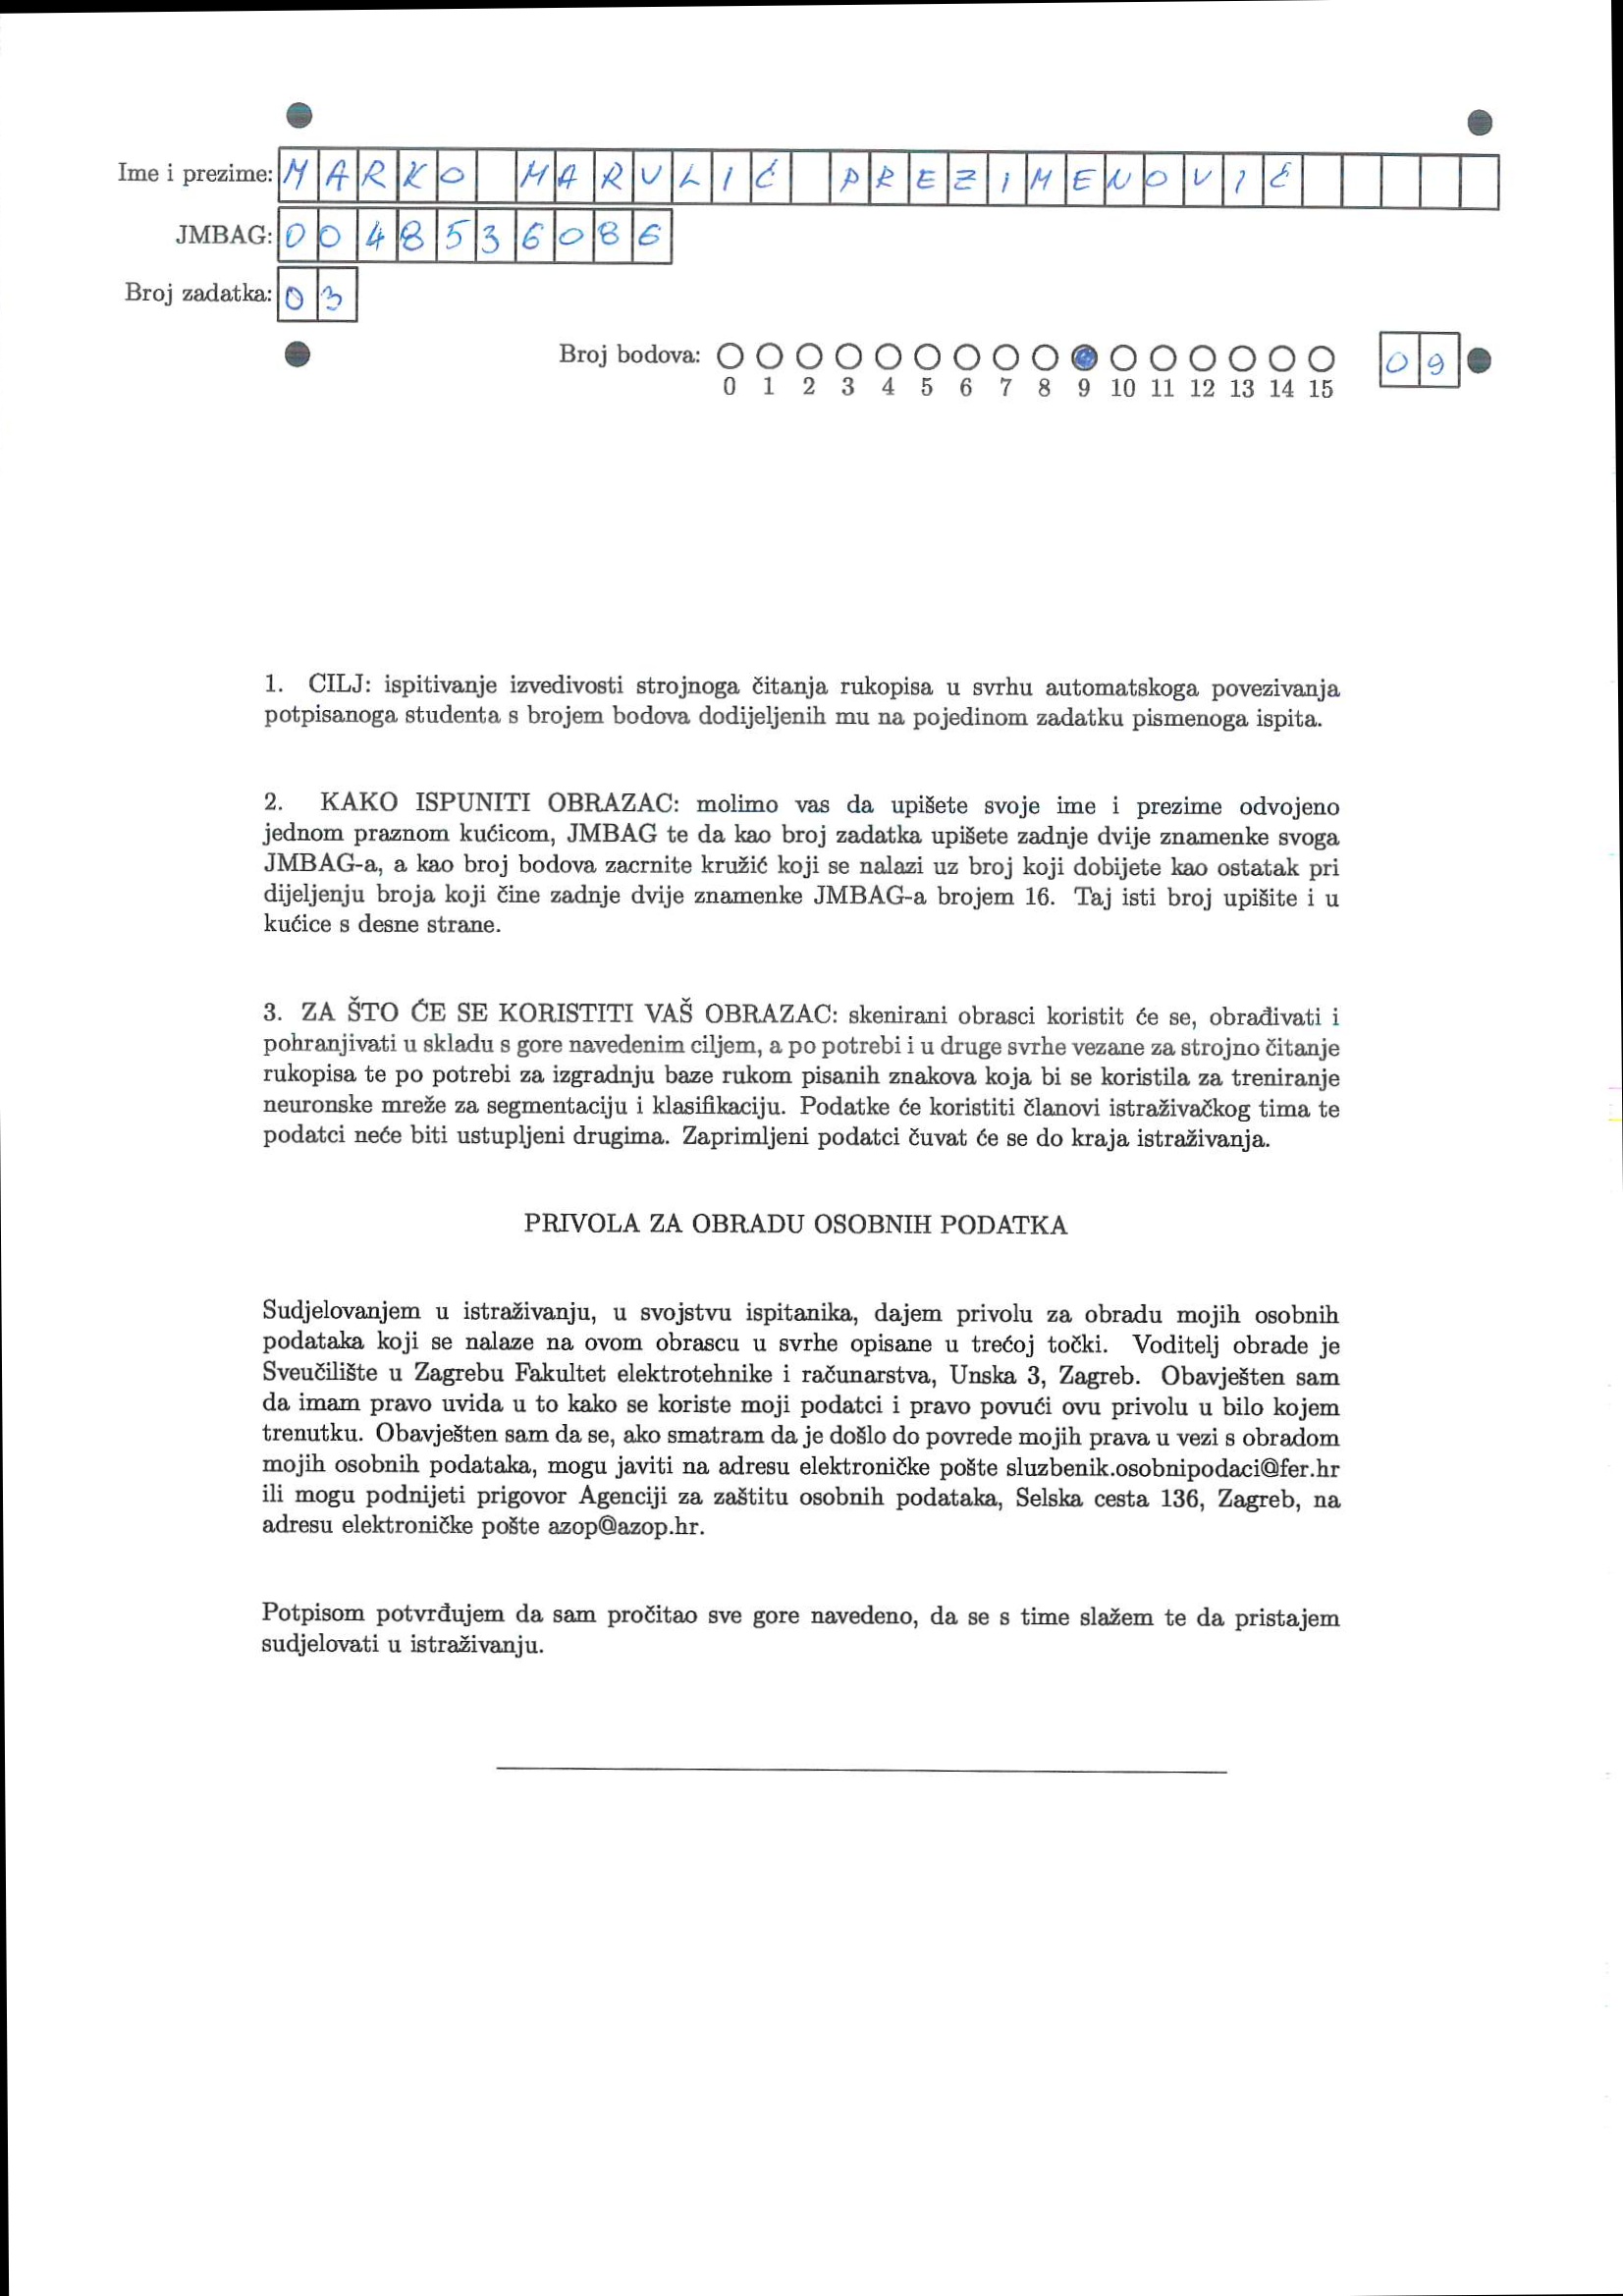 Ime i prezime: MARKO MARULIĆ PREZIMENOVIĆ
JMBAG: 0048536086
Broj zadatka: 03
Broj bodova: 09
0 1 2 3 4 5 6 7 8 9 10 11 12 13 14 15
1. CILJ: ispitivanje izvedivosti strojnoga čitanja rukopisa u svrhu automatskoga povezivanja
potpisanoga studenta s brojem bodova dodijeljenih mu na pojedinom zadatku pismenoga ispita.
2. KAKO ISPUNITI OBRAZAC: molimo vas da upišete svoje ime i prezime odvojeno
jednom praznom kućicom, JMBAG te da kao broj zadatka upišete zadnje dvije znamenke svoga
JMBAG-a, a kao broj bodova zacrnite kružić koji se nalazi uz broj koji dobijete kao ostatak pri
dijeljenju broja koji čine zadnje dvije znamenke JMBAG-a brojem 16. Taj isti broj upišite i u
kućice s desne strane.
3. ZA ŠTO ĆE SE KORISTITI VAŠ OBRAZAC: skenirani obrasci koristit će se, obrađivati i
pohranjivati u skladu s gore navedenim ciljem, a po potrebi i u druge svrhe vezane za strojno čitanje
rukopisa te po potrebi za izgradnju baze rukom pisanih znakova koja bi se koristila za treniranje
neuronske mreže za segmentaciju i klasifikaciju. Podatke će koristiti članovi istraživačkog tima te
podatci neće biti ustupljeni drugima. Zaprimljeni podatci čuvat će se do kraja istraživanja.
PRIVOLA ZA OBRADU OSOBNIH PODATKA
Sudjelovanjem u istraživanju, u svojstvu ispitanika, dajem privolu za obradu mojih osobnih
podataka koji se nalaze na ovom obrascu u svrhe opisane u trećoj točki. Voditelj obrade je
Sveučilište u Zagrebu Fakultet elektrotehnike i računarstva, Unska 3, Zagreb. Obavješten sam
da imam pravo uvida u to kako se koriste moji podatci i pravo povući ovu privolu u bilo kojem
trenutku. Obavješten sam da se, ako smatram da je došlo do povrede mojih prava u vezi s obradom
mojih osobnih podataka, mogu javiti na adresu elektroničke pošte sluzbenik.osobnipodaci@fer.hr
ili mogu podnijeti prigovor Agenciji za zaštitu osobnih podataka, Selska cesta 136, Zagreb, na
adresu elektroničke pošte azop@azop.hr.
Potpisom potvrđujem da sam pročitao sve gore navedeno, da se s time slažem te da pristajem
sudjelovati u istraživanju.